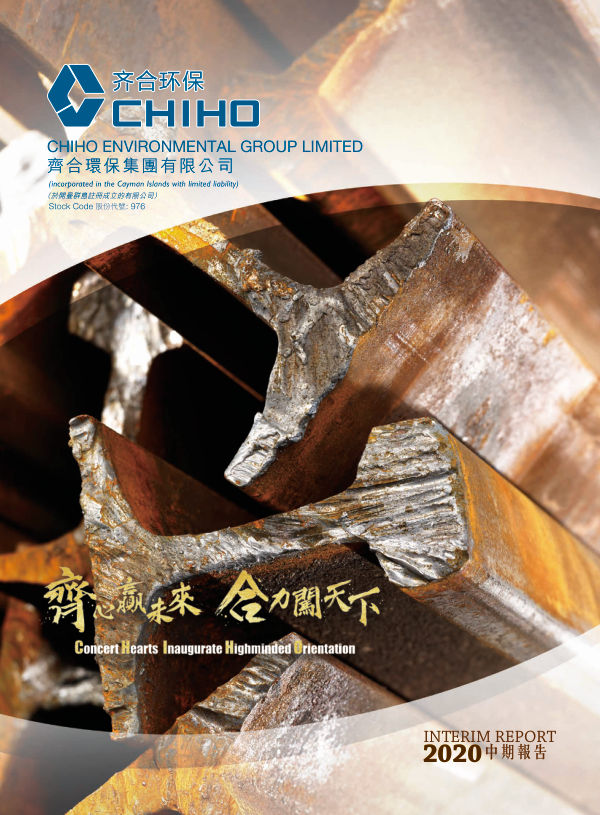 齐合环保
CHIHO
CHIHO ENVIRONMENTAL GROUP LIMITED
齊合環保集團有限公司
(incorporated in the Cayman Islands with limited liability)
(於開曼群島註冊成立的有限公司)
Stock Code 股份代號: 976
齊心贏未來 合力闖天下
Concert Hearts Inaugurate Highminded Orientation
INTERIM REPORT
2020 中期報告